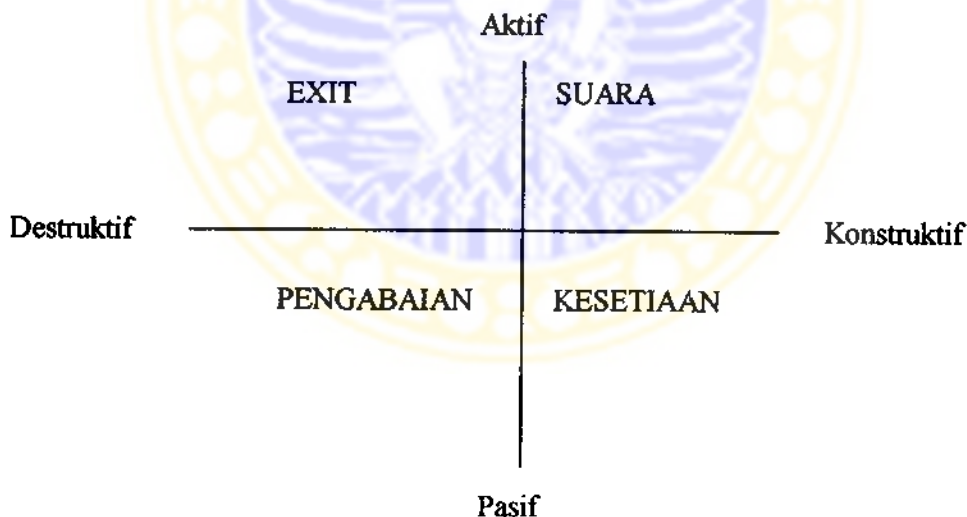 Aktif
EXIT SUARA
Destruktif Konstruktif
PENGABAIAN KESETIAAN
Pasif